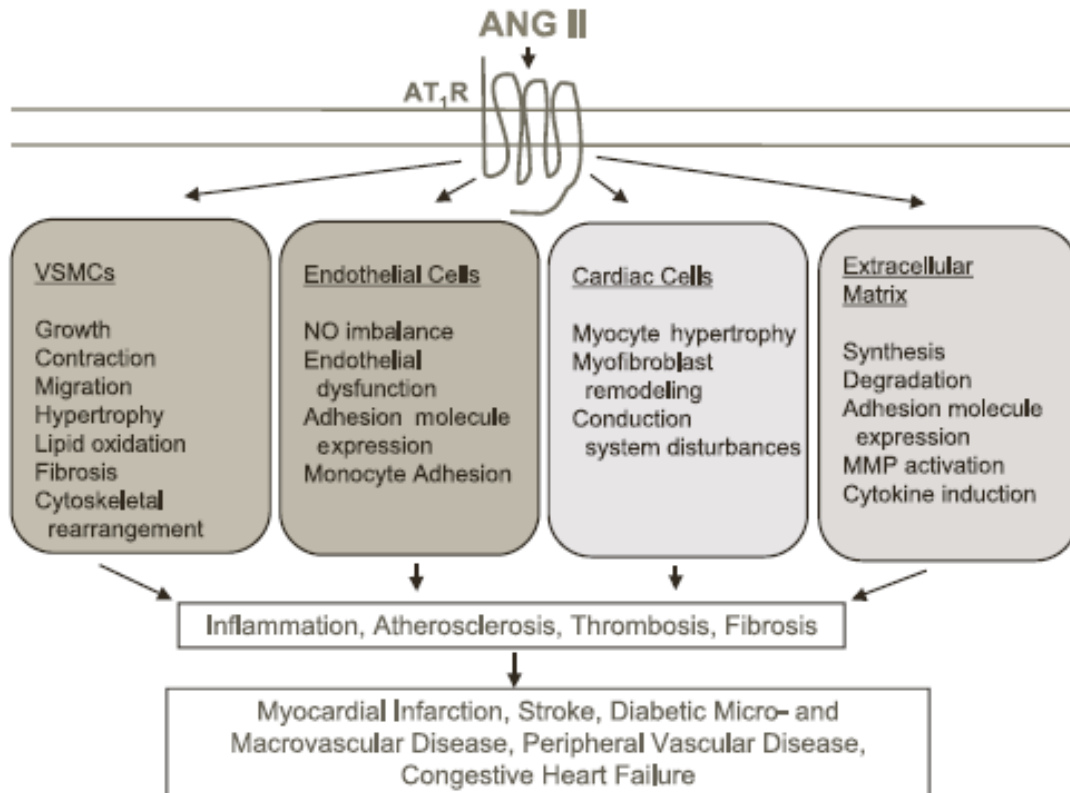 ANG II
AT₁R
VSMCs
Growth
Contraction
Migration
Hypertrophy
Lipid oxidation
Fibrosis
Cytoskeletal
rearrangement
Endothelial Cells
NO imbalance
Endothelial
dysfunction
Adhesion molecule
expression
Monocyte Adhesion
Cardiac Cells
Myocyte hypertrophy
Myofibroblast
remodeling
Conduction
system disturbances
Extracellular
Matrix
Synthesis
Degradation
Adhesion molecule
expression
MMP activation
Cytokine induction
Inflammation, Atherosclerosis, Thrombosis, Fibrosis
Myocardial Infarction, Stroke, Diabetic Micro- and
Macrovascular Disease, Peripheral Vascular Disease,
Congestive Heart Failure